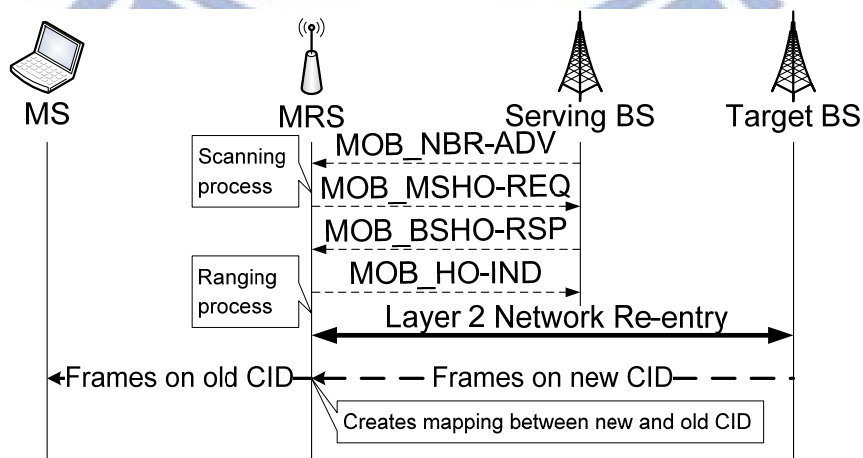 MS
MRS
Serving BS
Target BS
Scanning
process
MOB_NBR-ADV
MOB_MSHO-REQ
MOB_BSHO-RSP
Ranging
process
MOB_HO-IND
Layer 2 Network Re-entry
Frames on old CID
Frames on new CID
Creates mapping between new and old CID